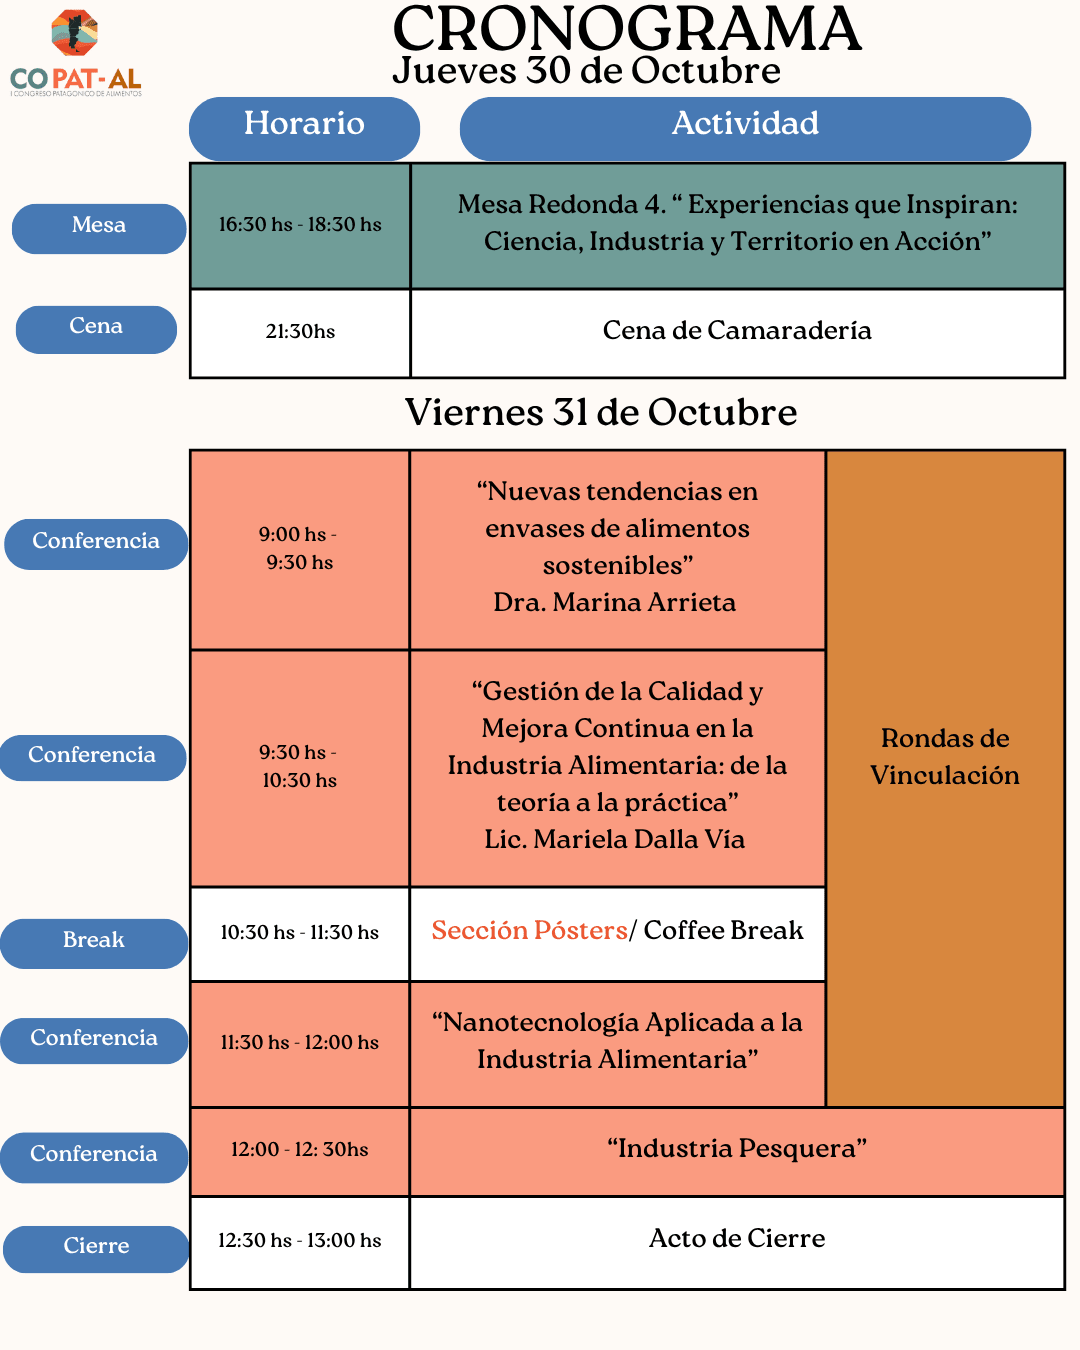 CRONOGRAMA
Jueves 30 de Octubre
CO PAT-AL
I CONGRESO PATAGONICO DE ALIMENTOS
Horario
Actividad
Mesa
16:30 hs - 18:30 hs
Mesa Redonda 4. “ Experiencias que Inspiran:
Ciencia, Industria y Territorio en Acción”
Cena
21:30hs
Cena de Camaradería
Viernes 31 de Octubre
Conferencia
9:00 hs -
9:30 hs
“Nuevas tendencias en
envases de alimentos
sostenibles”
Dra. Marina Arrieta
Conferencia
9:30 hs -
10:30 hs
“Gestión de la Calidad y
Mejora Continua en la
Industria Alimentaria: de la
teoría a la práctica”
Lic. Mariela Dalla Vía
Rondas de
Vinculación
Break
10:30 hs - 11:30 hs
Sección Pósters/ Coffee Break
Conferencia
11:30 hs - 12:00 hs
“Nanotecnología Aplicada a la
Industria Alimentaria”
Conferencia
12:00 - 12: 30hs
“Industria Pesquera”
Cierre
12:30 hs - 13:00 hs
Acto de Cierre